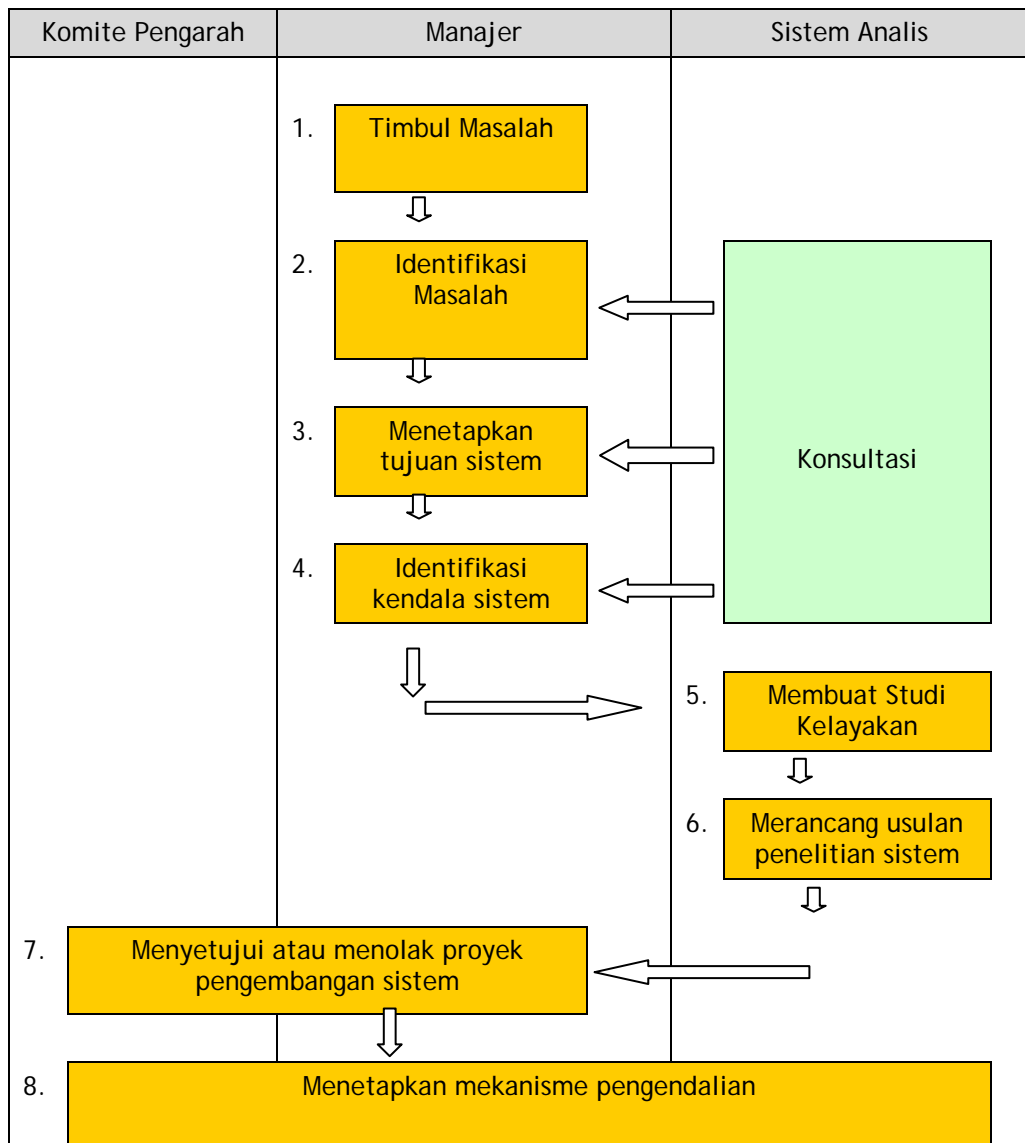 Komite Pengarah
Manajer
Sistem Analis
1.
Timbul Masalah
2.
Identifikasi
Masalah
3.
Menetapkan
tujuan sistem
Konsultasi
4.
Identifikasi
kendala sistem
5.
Membuat Studi
Kelayakan
6.
Merancang usulan
penelitian sistem
7.
Menyetujui atau menolak proyek
pengembangan sistem
8.
Menetapkan mekanisme pengendalian